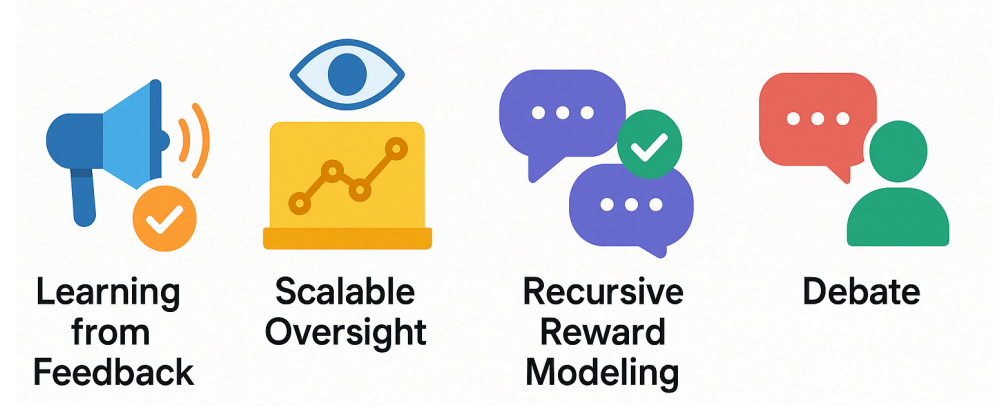 Learning
from
Feedback
Scalable
Oversight
Recursive
Reward
Modeling
Debate